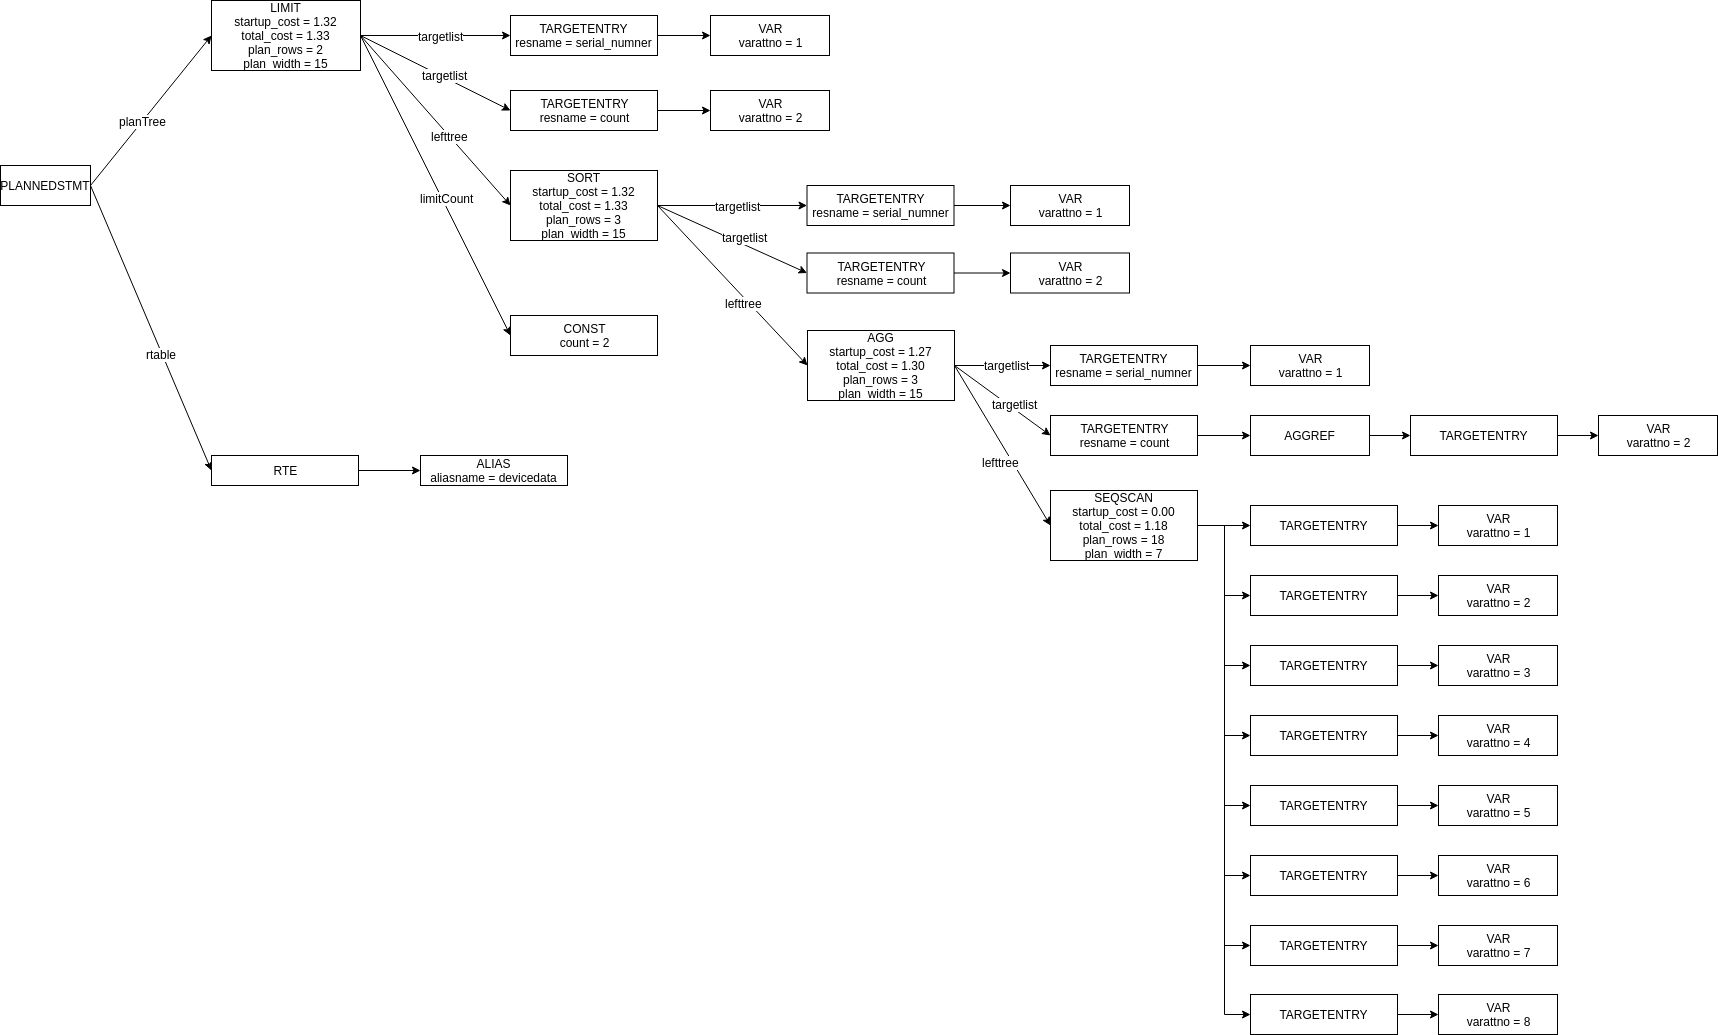 LIMIT
startup_cost = 1.32
total_cost = 1.33
plan_rows = 2
plan_width = 15
targetlist
TARGETENTRY
resname = serial_numner
VAR
varattno = 1
targetlist
TARGETENTRY
resname = count
VAR
varattno = 2
planTree
lefttree
PLANNEDSTMT
limitCount
SORT
startup_cost = 1.32
total_cost = 1.33
plan_rows = 3
plan_width = 15
targetlist
TARGETENTRY
resname = serial_numner
VAR
varattno = 1
targetlist
TARGETENTRY
resname = count
VAR
varattno = 2
lefttree
CONST
count = 2
rtable
AGG
startup_cost = 1.27
total_cost = 1.30
plan_rows = 3
plan_width = 15
targetlist
TARGETENTRY
resname = serial_numner
VAR
varattno = 1
targetlist
TARGETENTRY
resname = count
AGGREF
TARGETENTRY
VAR
varattno = 2
lefttree
RTE
ALIAS
aliasname = devicedata
SEQSCAN
startup_cost = 0.00
total_cost = 1.18
plan_rows = 18
plan_width = 7
TARGETENTRY
VAR
varattno = 1
TARGETENTRY
VAR
varattno = 2
TARGETENTRY
VAR
varattno = 3
TARGETENTRY
VAR
varattno = 4
TARGETENTRY
VAR
varattno = 5
TARGETENTRY
VAR
varattno = 6
TARGETENTRY
VAR
varattno = 7
TARGETENTRY
VAR
varattno = 8